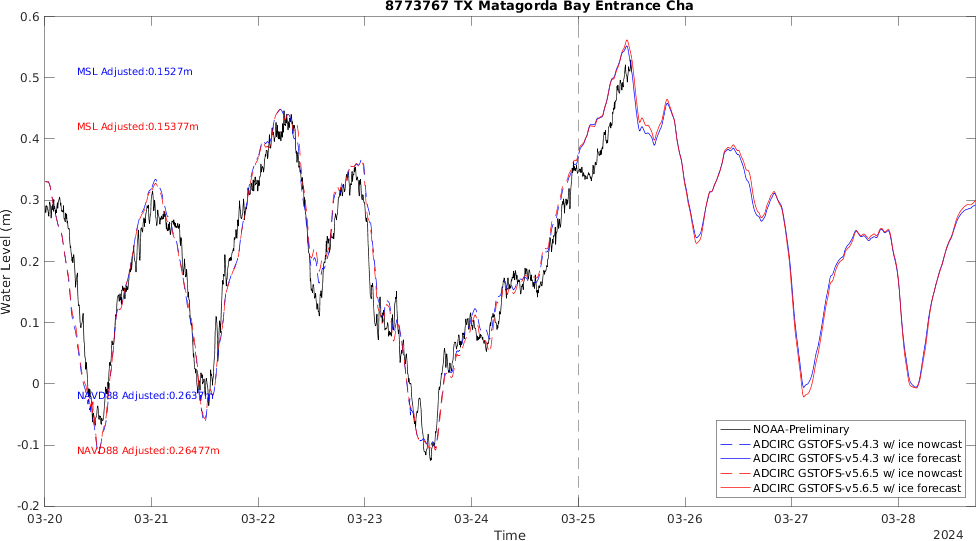 8773767 TX Matagorda Bay Entrance Cha
0.6
0.5
0.4
0.3
0.2
0.1
0
-0.1
-0.2
Water Level (m)
MSL Adjusted:0.1527m
MSL Adjusted:0.15377m
NAVD88 Adjusted:0.2637m
NAVD88 Adjusted:0.26477m
NOAA-Preliminary
ADCIRC GSTOFS-v5.4.3 w/ ice nowcast
ADCIRC GSTOFS-v5.4.3 w/ ice forecast
ADCIRC GSTOFS-v5.6.5 w/ ice nowcast
ADCIRC GSTOFS-v5.6.5 w/ ice forecast
03-20 03-21 03-22 03-23 03-24 03-25 03-26 03-27 03-28
Time
2024